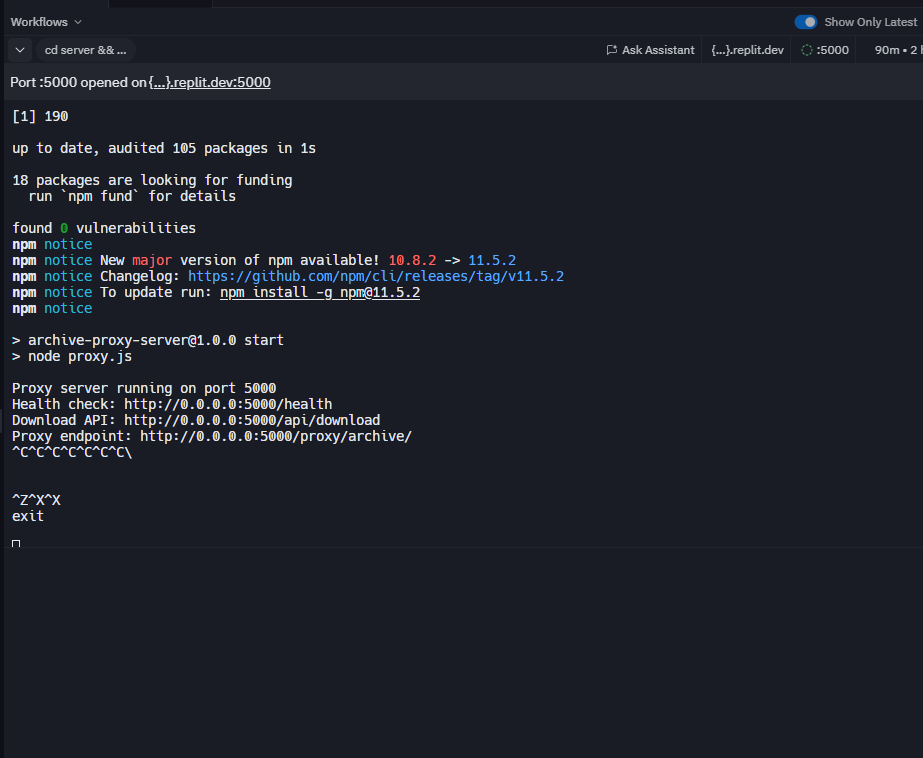 Workflows
Show Only Latest
cd server && ...
Ask Assistant
{...}.replit.dev
:5000
90m • 2
Port :5000 opened on {...}.replit.dev:5000
[1] 190
up to date, audited 105 packages in 1s
18 packages are looking for funding
run `npm fund` for details
found 0 vulnerabilities
npm notice
npm notice New major version of npm available! 10.8.2 -> 11.5.2
npm notice Changelog: https://github.com/npm/cli/releases/tag/v11.5.2
npm notice To update run: npm install -g npm@11.5.2
npm notice
> archive-proxy-server@1.0.0 start
> node proxy.js
Proxy server running on port 5000
Health check: http://0.0.0.0:5000/health
Download API: http://0.0.0.0:5000/api/download
Proxy endpoint: http://0.0.0.0:5000/proxy/archive/
^C^C^C^C^C^C^C\
^Z^X^X
exit